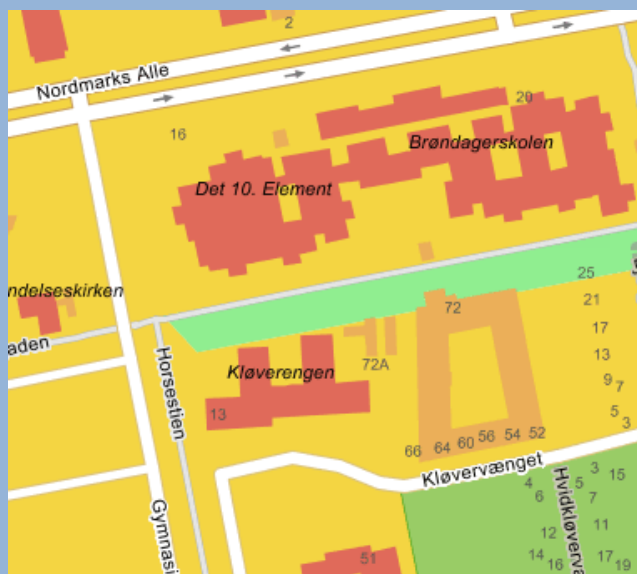 2
Nordmarks Alle
16
20
Brøndagerskolen
Det 10. Element
ndelseskirken
25
72
21
17
aden
Horsestien
Kløverengen
72A
13
9
7
13
5
3
66
64
60
56
54
52
Kløvervænget
Gymnasi
Hvidkløverva
4
6
5
3
15
7
12
11
14
16
17
19
51